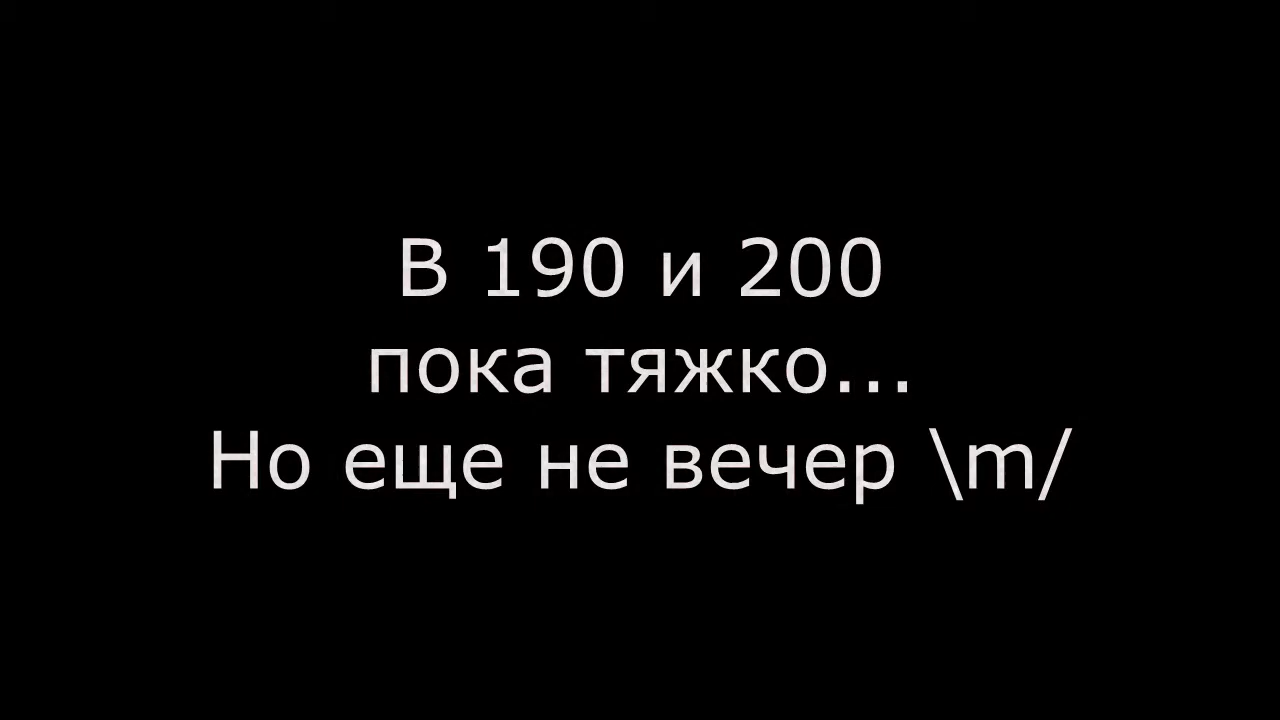 В 190 и 200
пока тяжко...
Но еще не вечер \m/